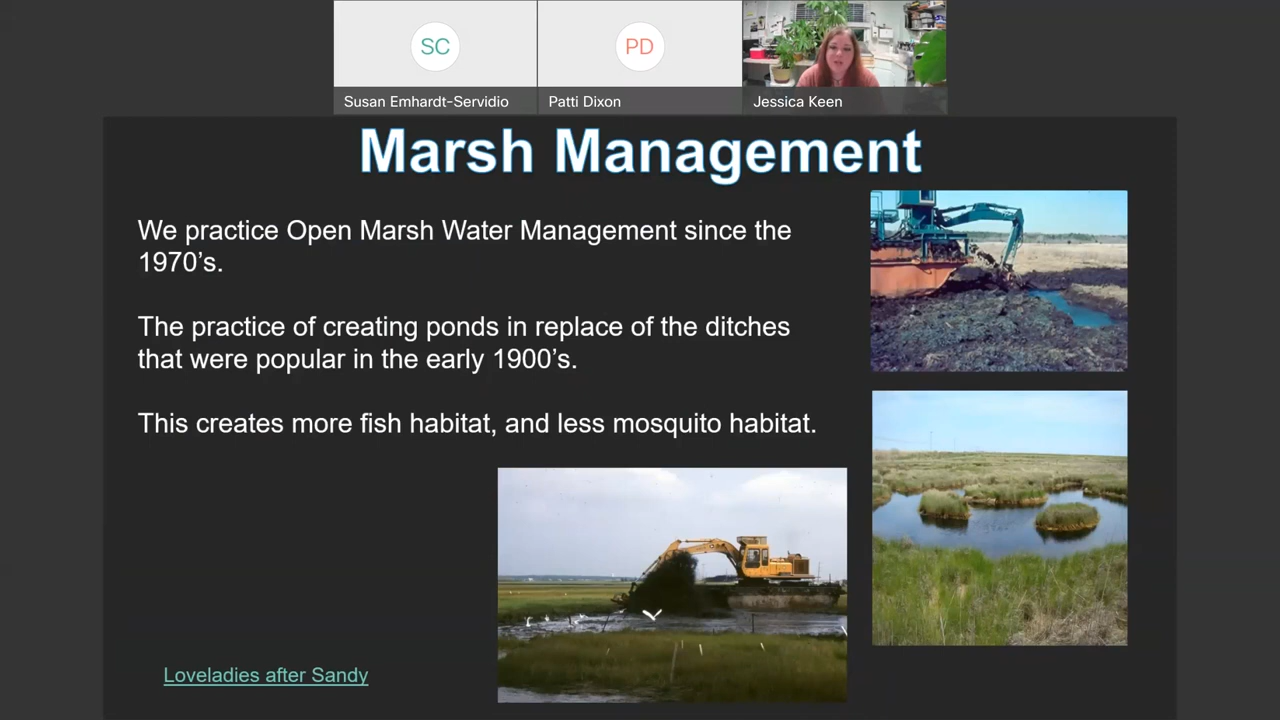 SC
PD
Susan Emhardt-Servidio
Patti Dixon
Jessica Keen
Marsh Management
We practice Open Marsh Water Management since the
1970's.
The practice of creating ponds in replace of the ditches
that were popular in the early 1900's.
This creates more fish habitat, and less mosquito habitat.
Loveladies after Sandy